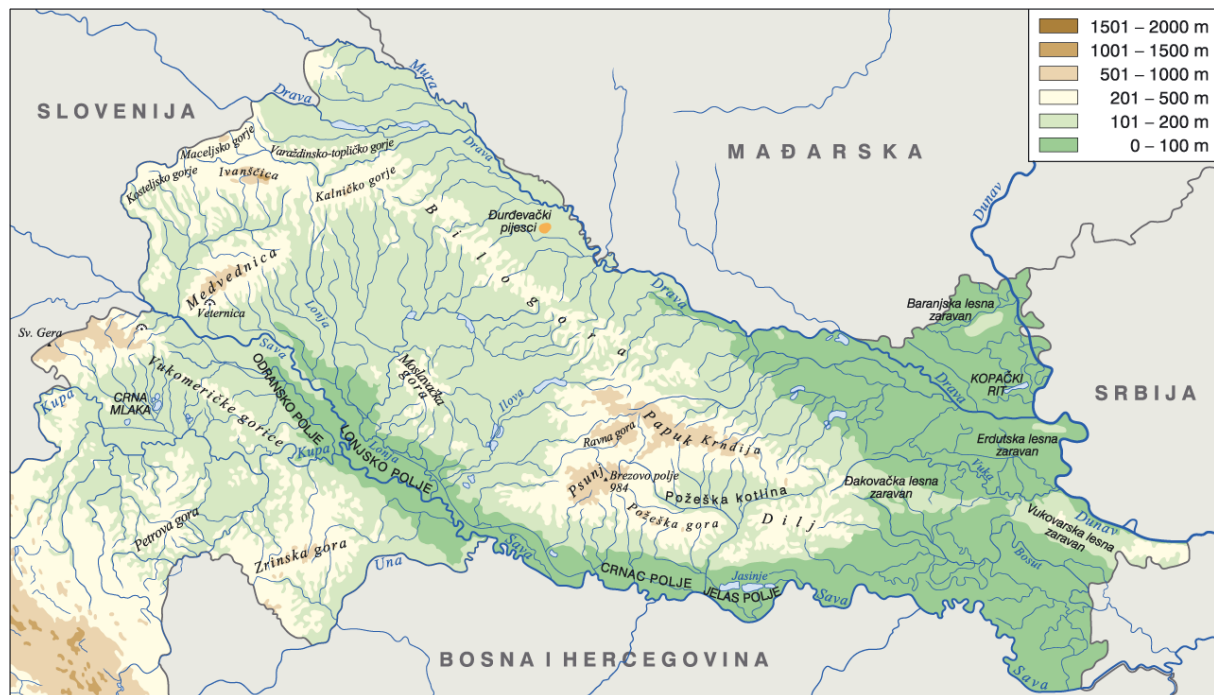 1501 – 2000 m
1001 – 1500 m
501 – 1000 m
201 – 500 m
101 – 200 m
0 – 100 m
SLOVENIJA
MAĐARSKA
SRBIJA
BOSNA I HERCEGOVINA
Mura
Drava
Drava
Dunav
Maceljsko gorje
Varaždinsko-topličko gorje
Kosteljsko gorje
Ivanščica
Kalničko gorje
Bilogora
Đurđevački
pijesci
Medvednica
Veternica
Lonja
Drava
Baranjska lesna
zaravan
Sv. Gera
G
Sava
Vukomeričke gorice
ODRANSKO POLJE
Moslavačka
gora
Ilova
Drava
KOPAČKI
RIT
Kupa
CRNA
MLAKA
Papuk
Krndija
Ravna gora
Erdutska lesna
zaravan
Kupa
Lonja
LONJSKO POLJE
Psunj
Brezovo polje
984
Požeška kotlina
Đakovačka lesna
zaravan
Vuka
Petrova gora
Požeška gora
Dilj
Vukovarska lesna
zaravan
Dunav
Zrinska gora
Una
Sava
CRNAC POLJE
Jasinje
JELAS POLJE
Sava
Bosut
Sava